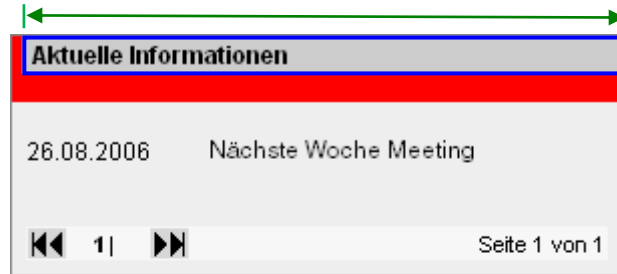 Aktuelle Informationen
26.08.2006 Nächste Woche Meeting
1| Seite 1 von 1